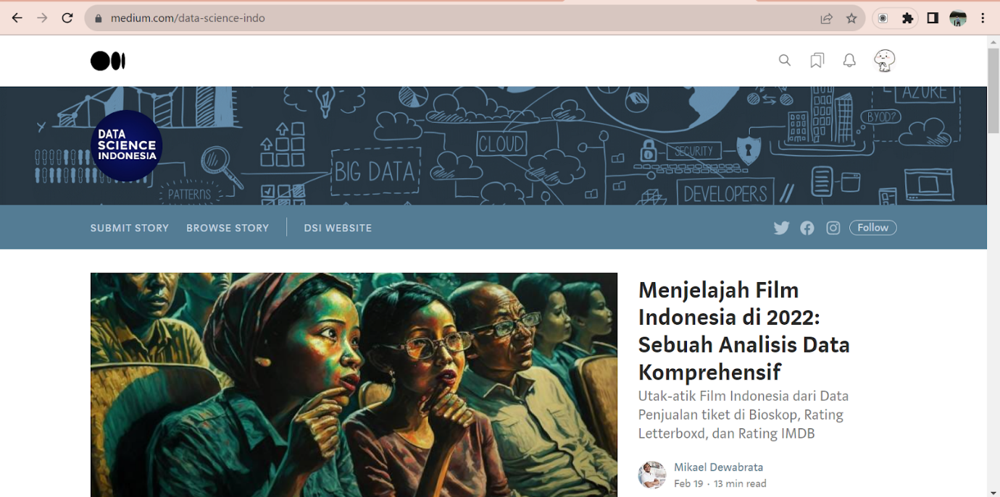 medium.com/data-science-indo
DATA
SCIENCE
INDONESIA
PATTERNS
BIG DATA
CLOUD
SECURITY
DEVELOPERS
BYOD?
AZURE
SUBMIT STORY BROWSE STORY DSI WEBSITE
Follow
Menjelajah Film
Indonesia di 2022:
Sebuah Analisis Data
Komprehensif
Utak-atik Film Indonesia dari Data
Penjualan tiket di Bioskop, Rating
Letterboxd, dan Rating IMDB
Mikael Dewabrata
Feb 19 · 13 min read